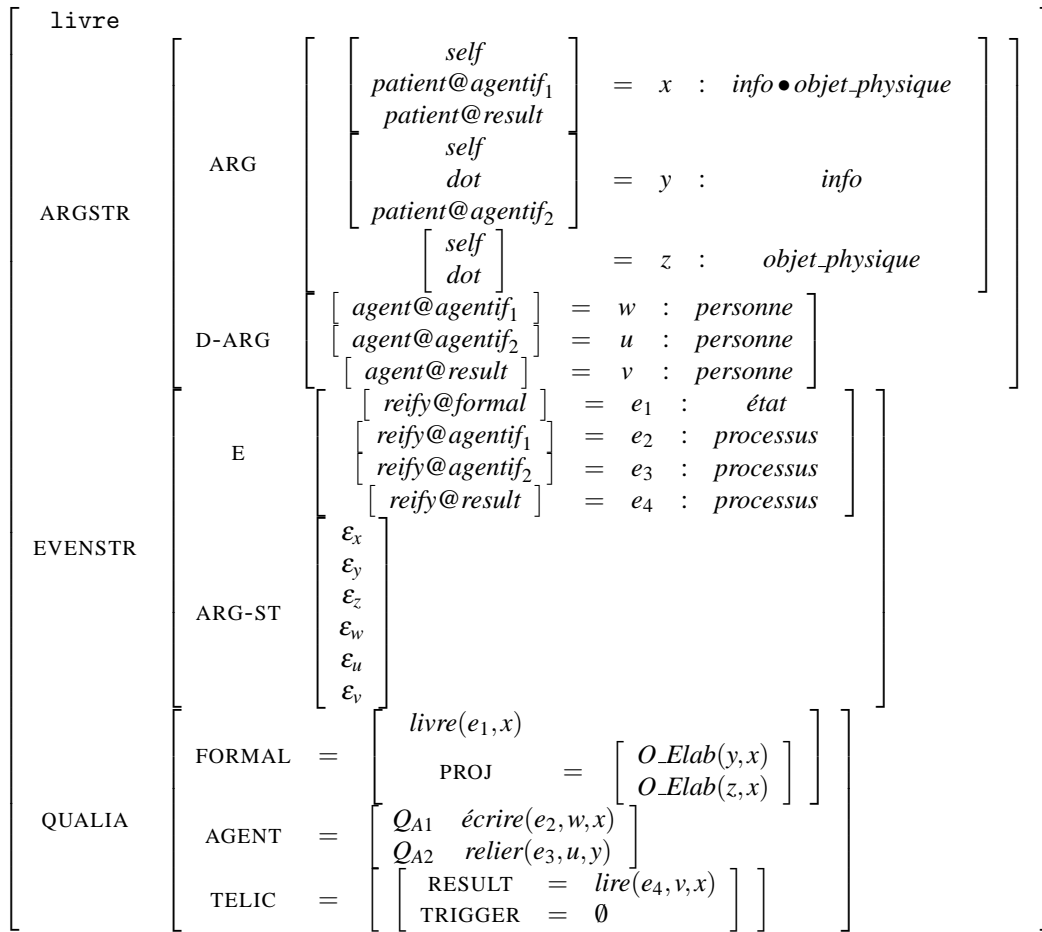 livre
self
patient@agentif₁ = x : info • objet_physique
patient@result
self
ARG
dot = y : info
ARGSTR
patient@agentif₂
self
= z : objet_physique
dot
[ agent@agentif₁ ] = w : personne
D-ARG [ agent@agentif₂ ] = u : personne
[ agent@result ] = v : personne
[ reify@formal ] = e₁ : état
[ reify@agentif₁ ] = e₂ : processus
E
[ reify@agentif₂ ] = e₃ : processus
[ reify@result ] = e₄ : processus
εx
EVENSTR
εy
εz
ARG-ST
εw
εu
εv
livre(e₁,x)
FORMAL =
PROJ = [ O_Elab(y,x)
O_Elab(z,x) ]
QUALIA
AGENT = [ Q_A1 écrire(e₂,w,x)
Q_A2 relier(e₃,u,y) ]
TELIC = [ [ RESULT = lire(e₄,v,x)
TRIGGER = ∅ ] ]